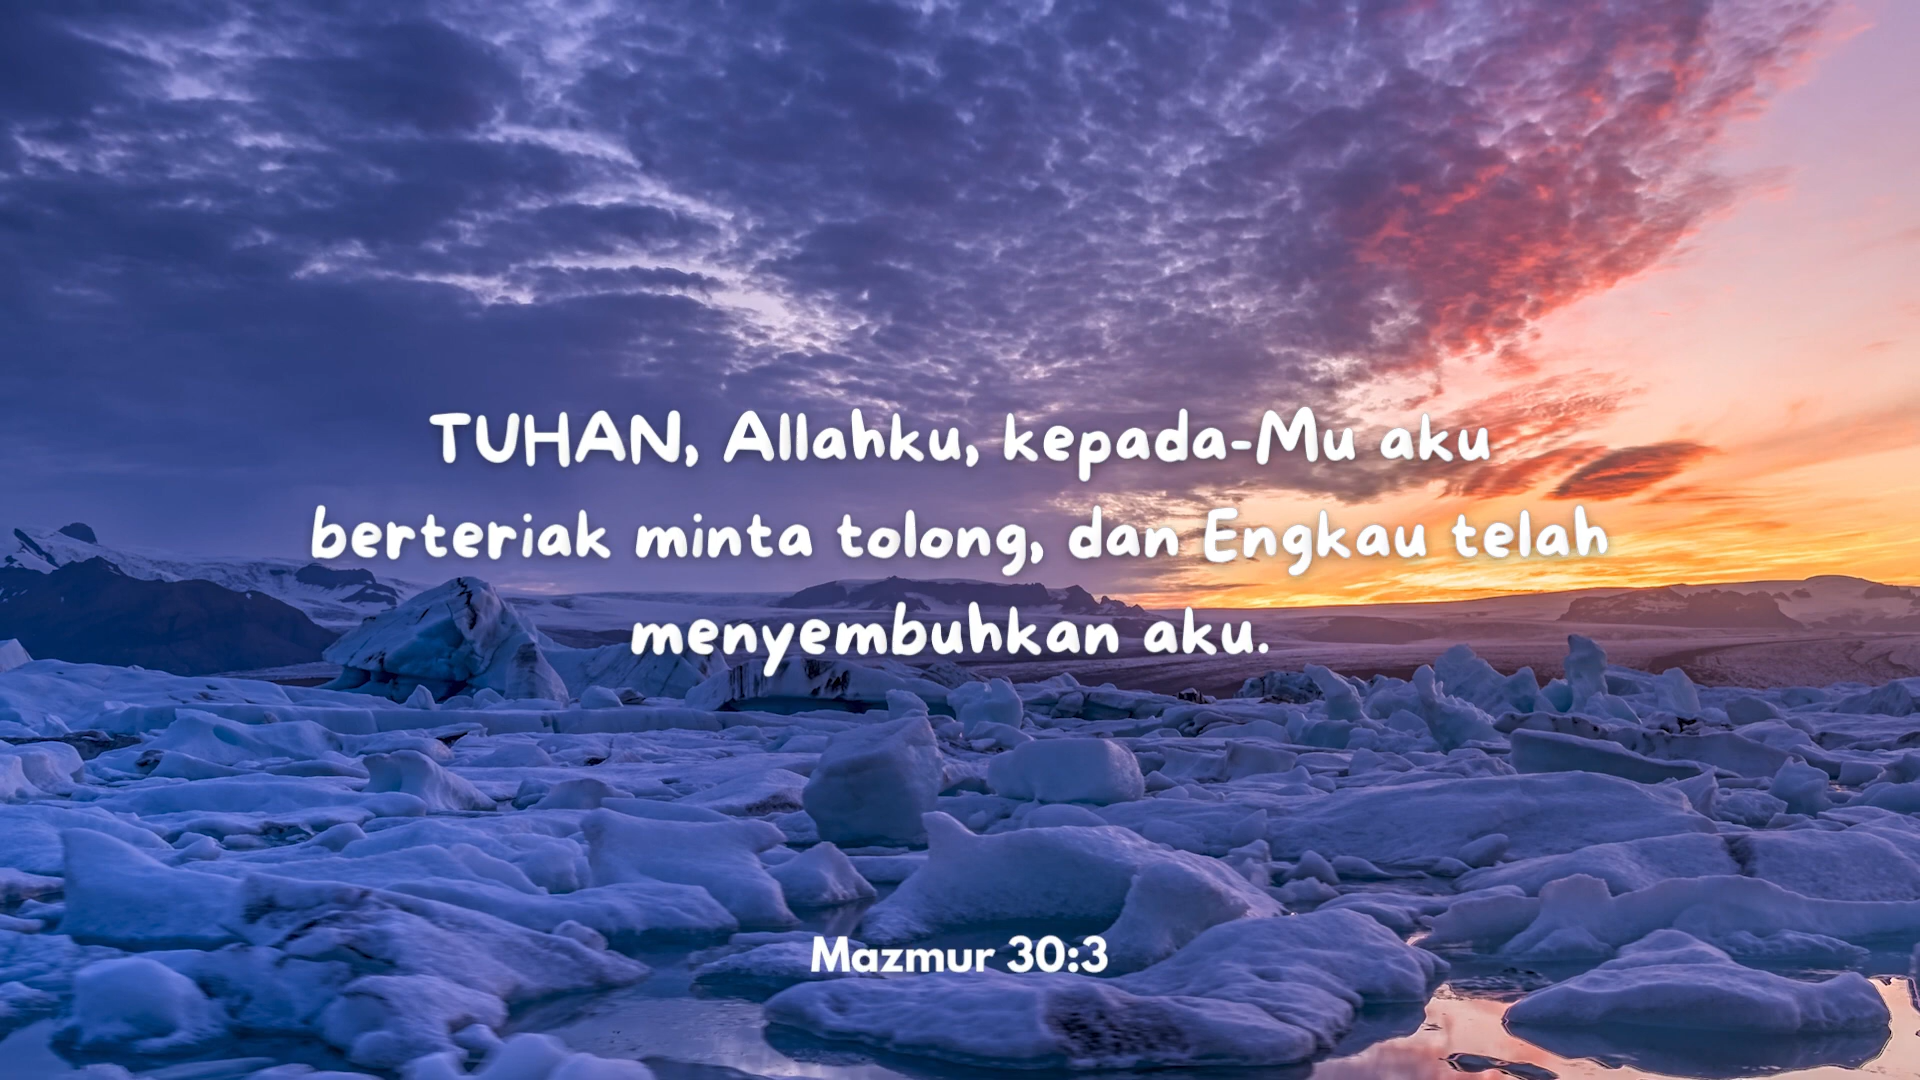 TUHAN, Allahku, kepada-Mu aku
berteriak minta tolong, dan Engkau telah
menyembuhkan aku.
Mazmur 30:3